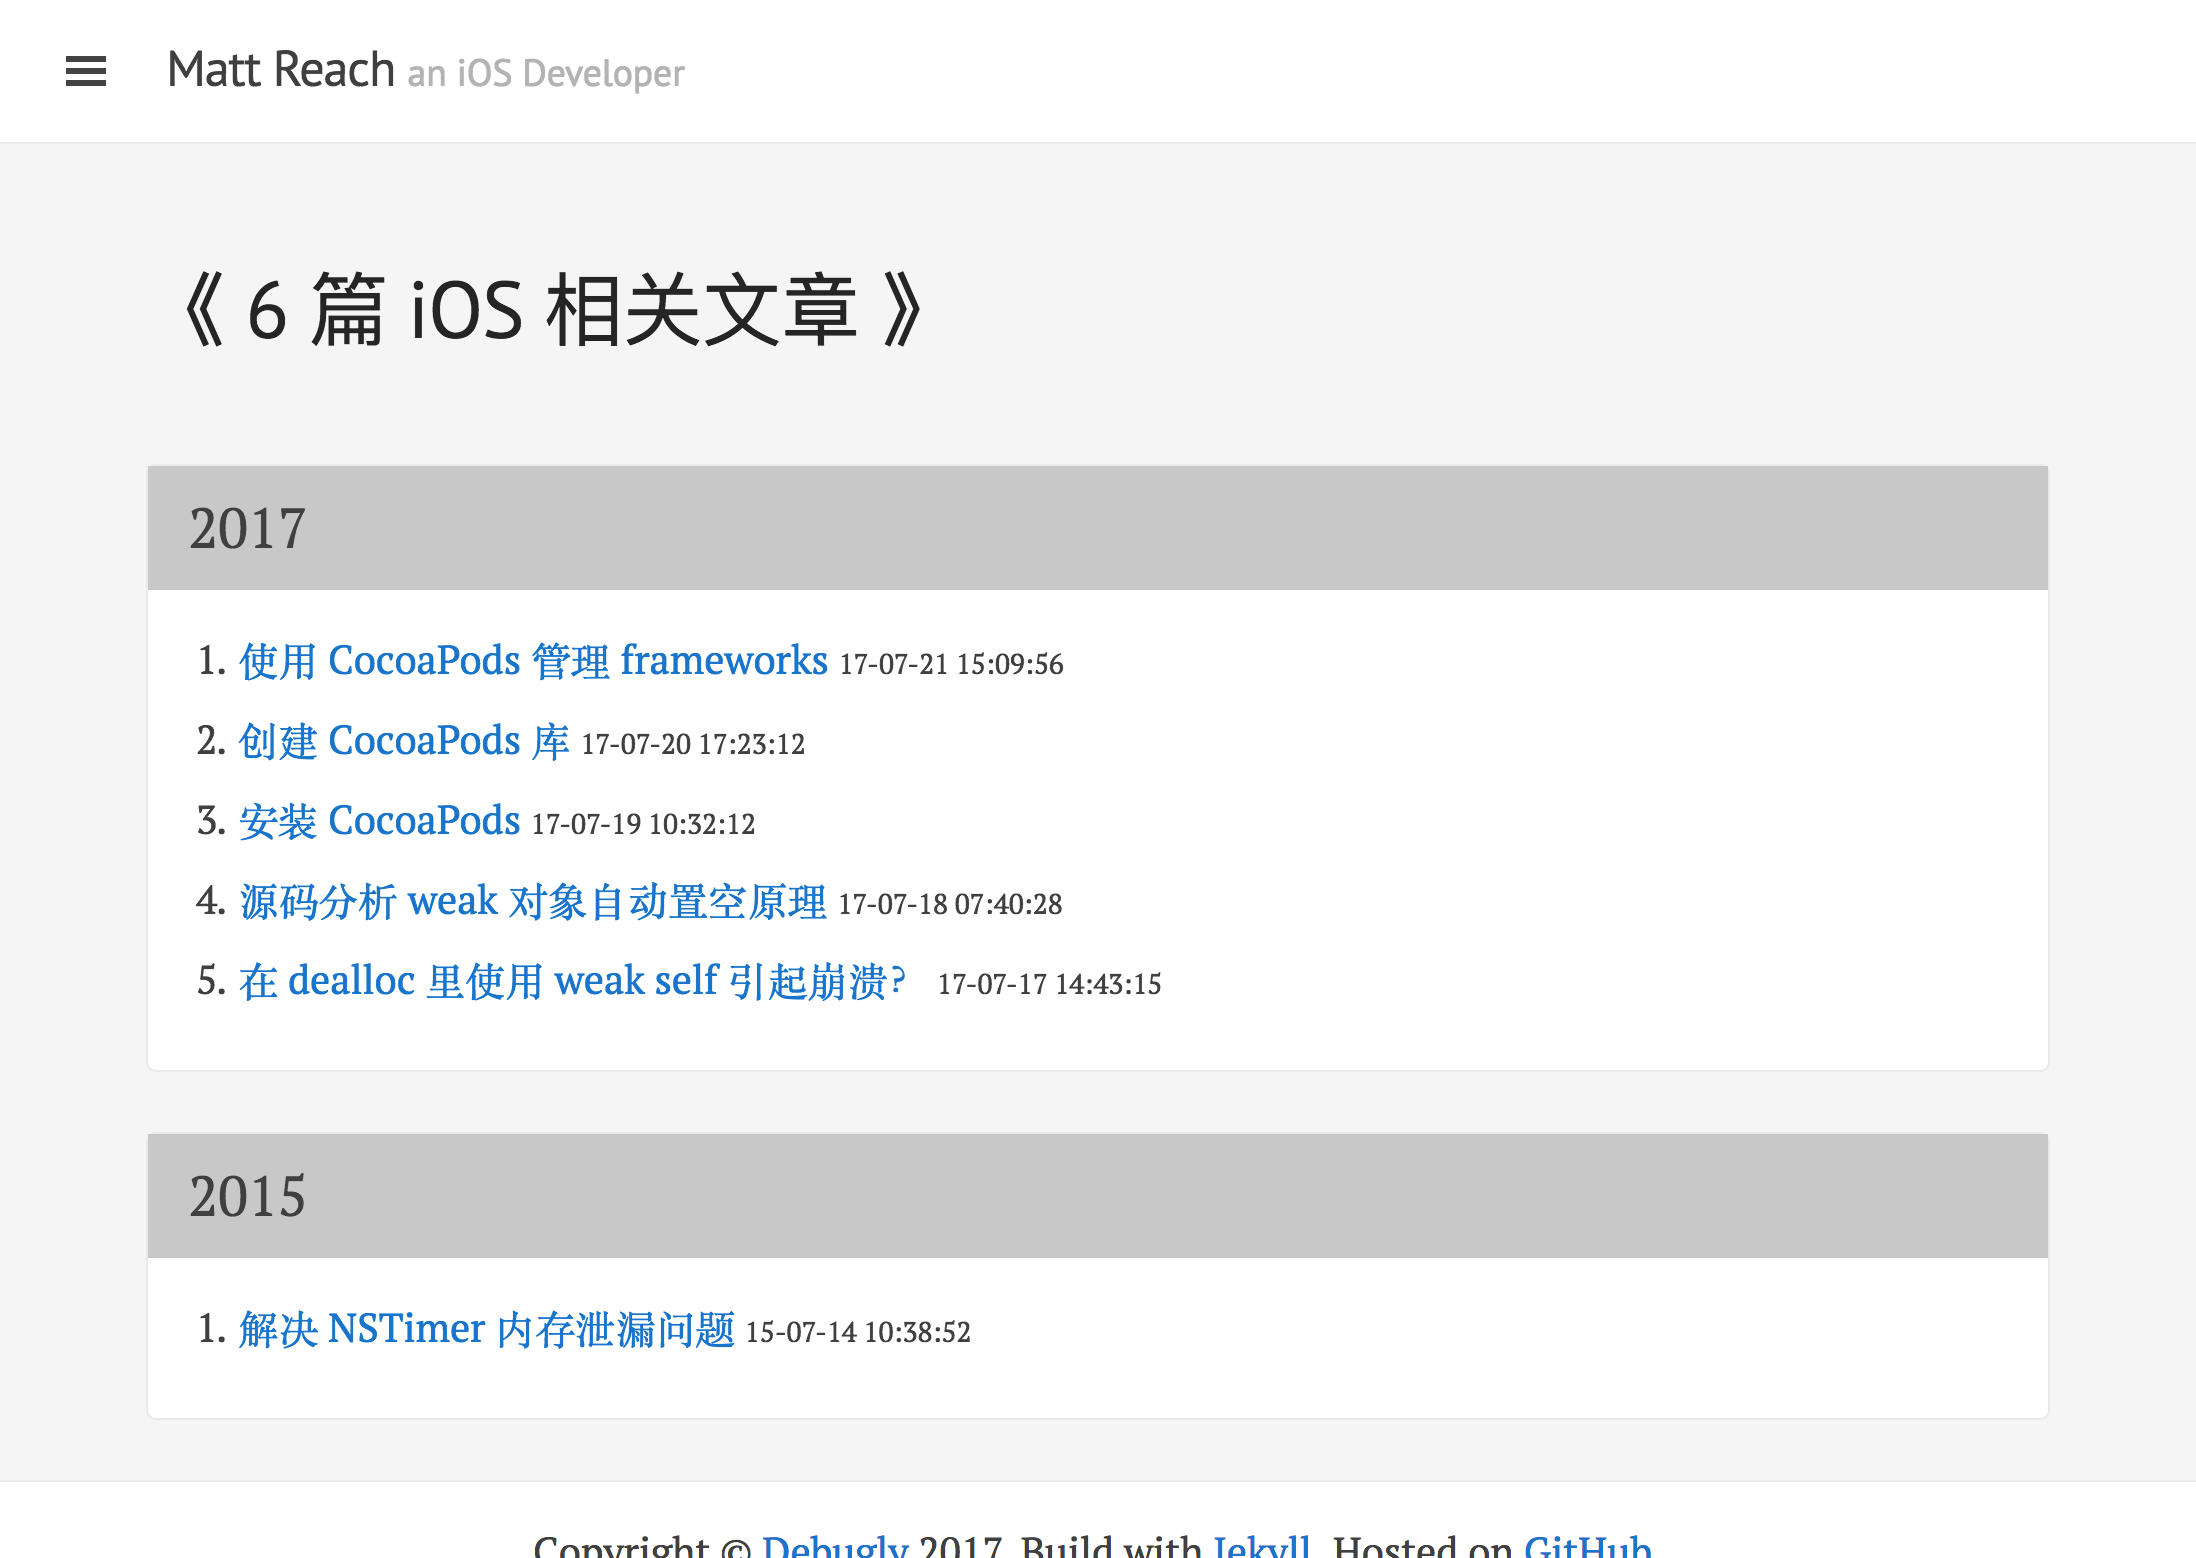 Matt Reach an iOS Developer
《 6 篇 iOS 相关文章 》
2017
1. 使用 CocoaPods 管理 frameworks 17-07-21 15:09:56
2. 创建 CocoaPods 库 17-07-20 17:23:12
3. 安装 CocoaPods 17-07-19 10:32:12
4. 源码分析 weak 对象自动置空原理 17-07-18 07:40:28
5. 在 dealloc 里使用 weak self 引起崩溃？ 17-07-17 14:43:15
2015
1. 解决 NSTimer 内存泄漏问题 15-07-14 10:38:52
Copyright © Debugly 2017. Build with Jekyll. Hosted on GitHub